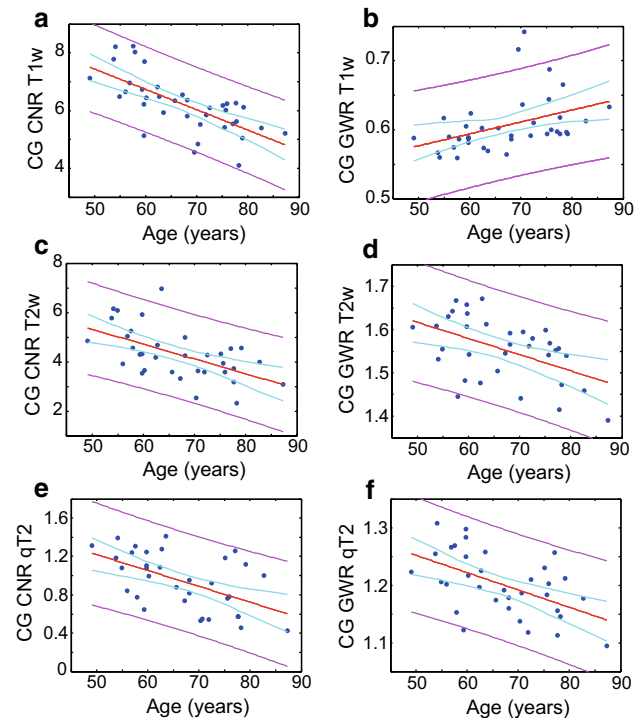 a
b
CG CNR T1w
8
6
4
50 60 70 80 90
Age (years)
CG GWR T1w
0.7
0.6
0.5
50 60 70 80 90
Age (years)
c
d
CG CNR T2w
8
6
4
2
50 60 70 80 90
Age (years)
CG GWR T2w
1.7
1.6
1.5
1.4
50 60 70 80 90
Age (years)
e
f
CG CNR qT2
1.6
1.2
0.8
0.4
0
50 60 70 80 90
Age (years)
CG GWR qT2
1.3
1.2
1.1
50 60 70 80 90
Age (years)